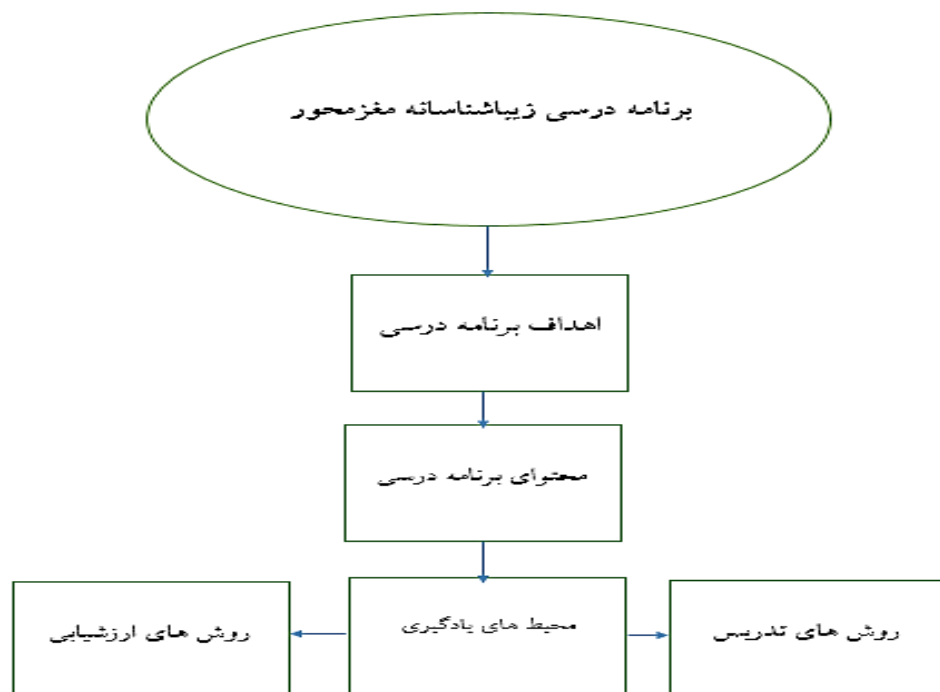 برنامه درسی زیباشناسانه مغزمحور
اهداف برنامه درسی
محتوای برنامه درسی
روش های تدریس
محیط های یادگیری
روش های ارزشیابی